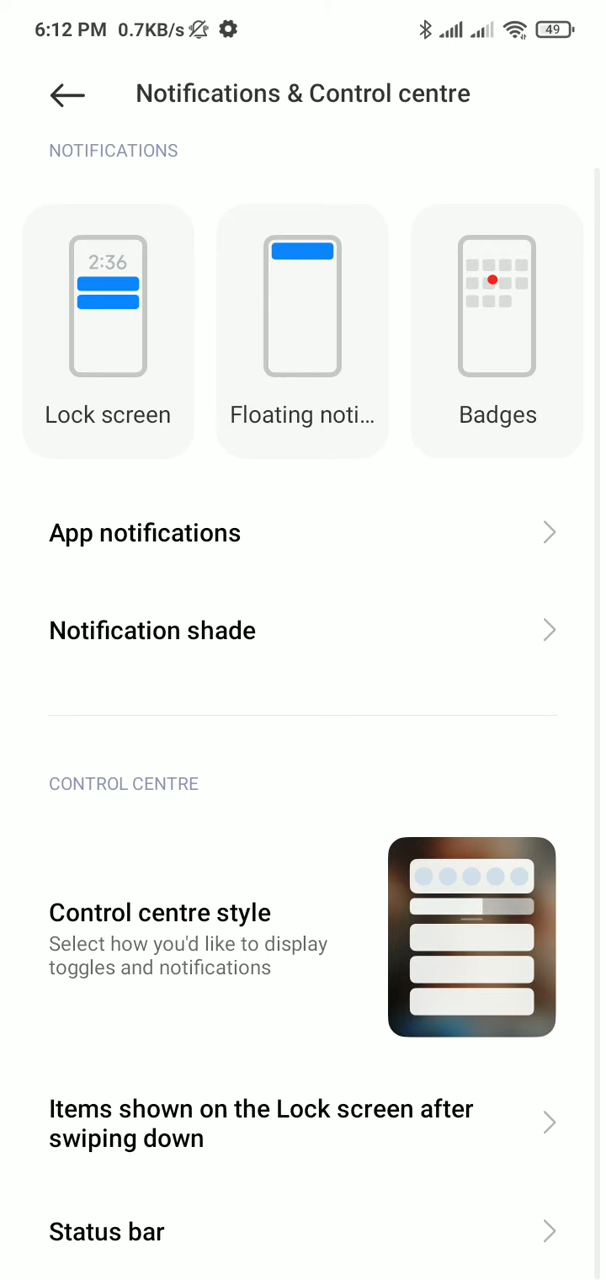 6:12 PM 0.7KB/s 49
Notifications & Control centre
NOTIFICATIONS
2:36
Lock screen
Floating noti...
Badges
App notifications
Notification shade
CONTROL CENTRE
Control centre style
Select how you'd like to display
toggles and notifications
Items shown on the Lock screen after
swiping down
Status bar